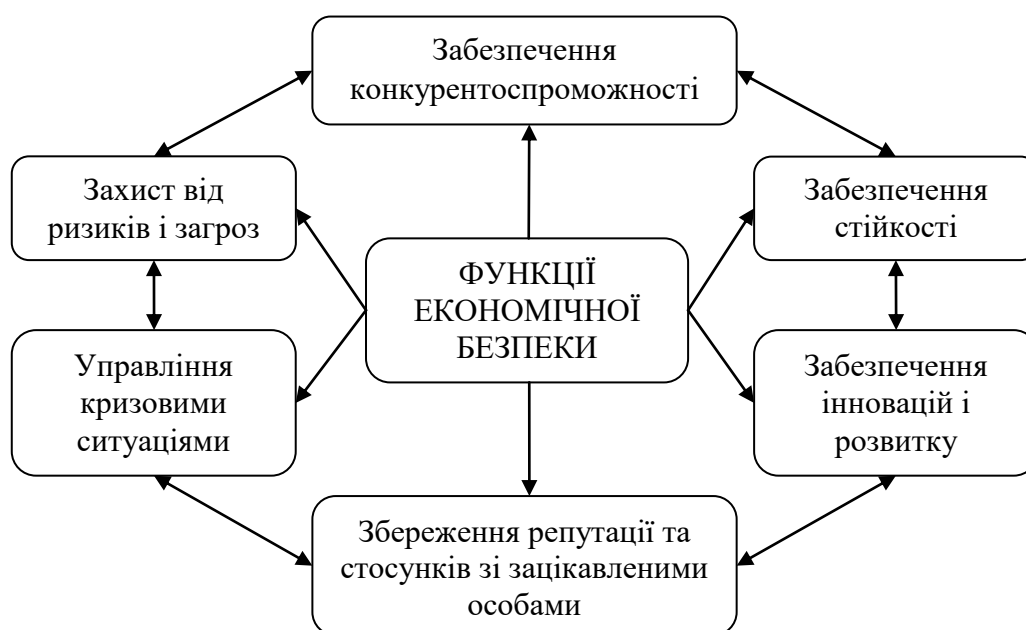 Забезпечення
конкурентоспроможності
Захист від
ризиків і загроз
Забезпечення
стійкості
ФУНКЦІЇ
ЕКОНОМІЧНОЇ
БЕЗПЕКИ
Управління
кризовими
ситуаціями
Забезпечення
інновацій і
розвитку
Збереження репутації та
стосунків зі зацікавленими
особами